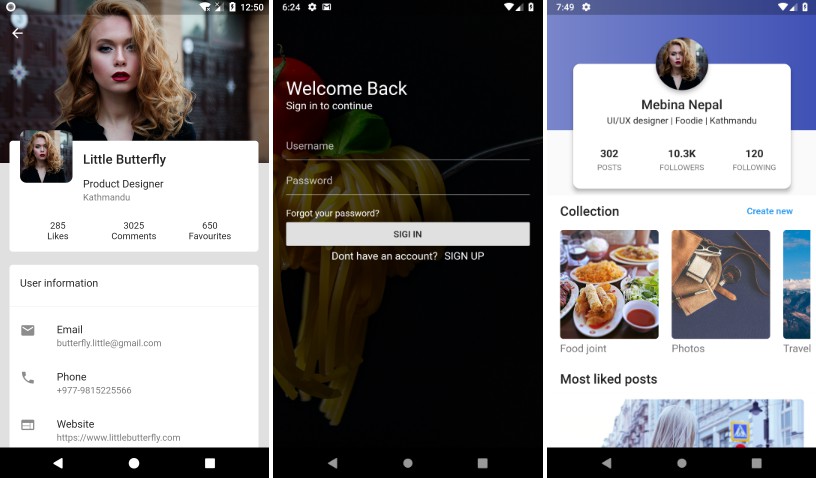 12:50
Little Butterfly
Product Designer
Kathmandu
285
Likes
3025
Comments
650
Favourites
User information
Email
butterfly.little@gmail.com
Phone
+977-9815225566
Website
https://www.littlebutterfly.com
6:24
Welcome Back
Sign in to continue
Username
Password
Forgot your password?
SIGI IN
Dont have an account? SIGN UP
7:49
Mebina Nepal
UI/UX designer | Foodie | Kathmandu
302
POSTS
10.3K
FOLLOWERS
120
FOLLOWING
Collection
Create new
Food joint
Photos
Travel
Most liked posts